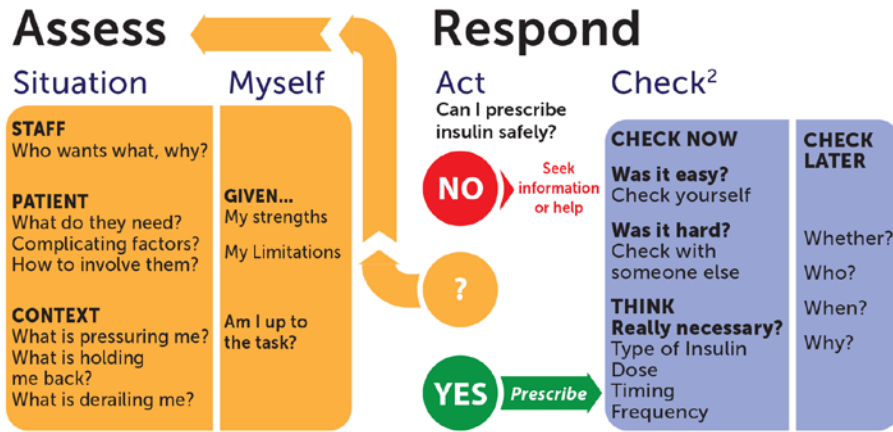 Assess
Situation
STAFF
Who wants what, why?
PATIENT
What do they need?
Complicating factors?
How to involve them?
CONTEXT
What is pressuring me?
What is holding
me back?
What is derailing me?
Myself
GIVEN...
My strengths
My Limitations
Am I up to
the task?
Respond
Act
Can I prescribe
insulin safely?
NO
Seek
information
or help
?
YES
Prescribe
Check²
CHECK NOW
Was it easy?
Check yourself
Was it hard?
Check with
someone else
THINK
Really necessary?
Type of Insulin
Dose
Timing
Frequency
CHECK
LATER
Whether?
Who?
When?
Why?